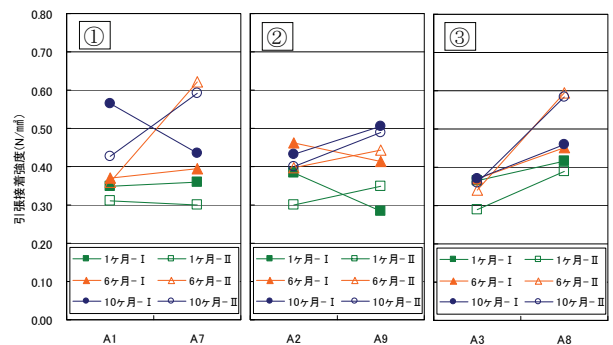 引張接着強度(N/㎟)
0.80
0.70
0.60
0.50
0.40
0.30
0.20
0.10
0.00
①
1ヶ月-Ⅰ 1ヶ月-Ⅱ
6ヶ月-Ⅰ 6ヶ月-Ⅱ
10ヶ月-Ⅰ 10ヶ月-Ⅱ
A1 A7
②
1ヶ月-Ⅰ 1ヶ月-Ⅱ
6ヶ月-Ⅰ 6ヶ月-Ⅱ
10ヶ月-Ⅰ 10ヶ月-Ⅱ
A2 A9
③
1ヶ月-Ⅰ 1ヶ月-Ⅱ
6ヶ月-Ⅰ 6ヶ月-Ⅱ
10ヶ月-Ⅰ 10ヶ月-Ⅱ
A3 A8